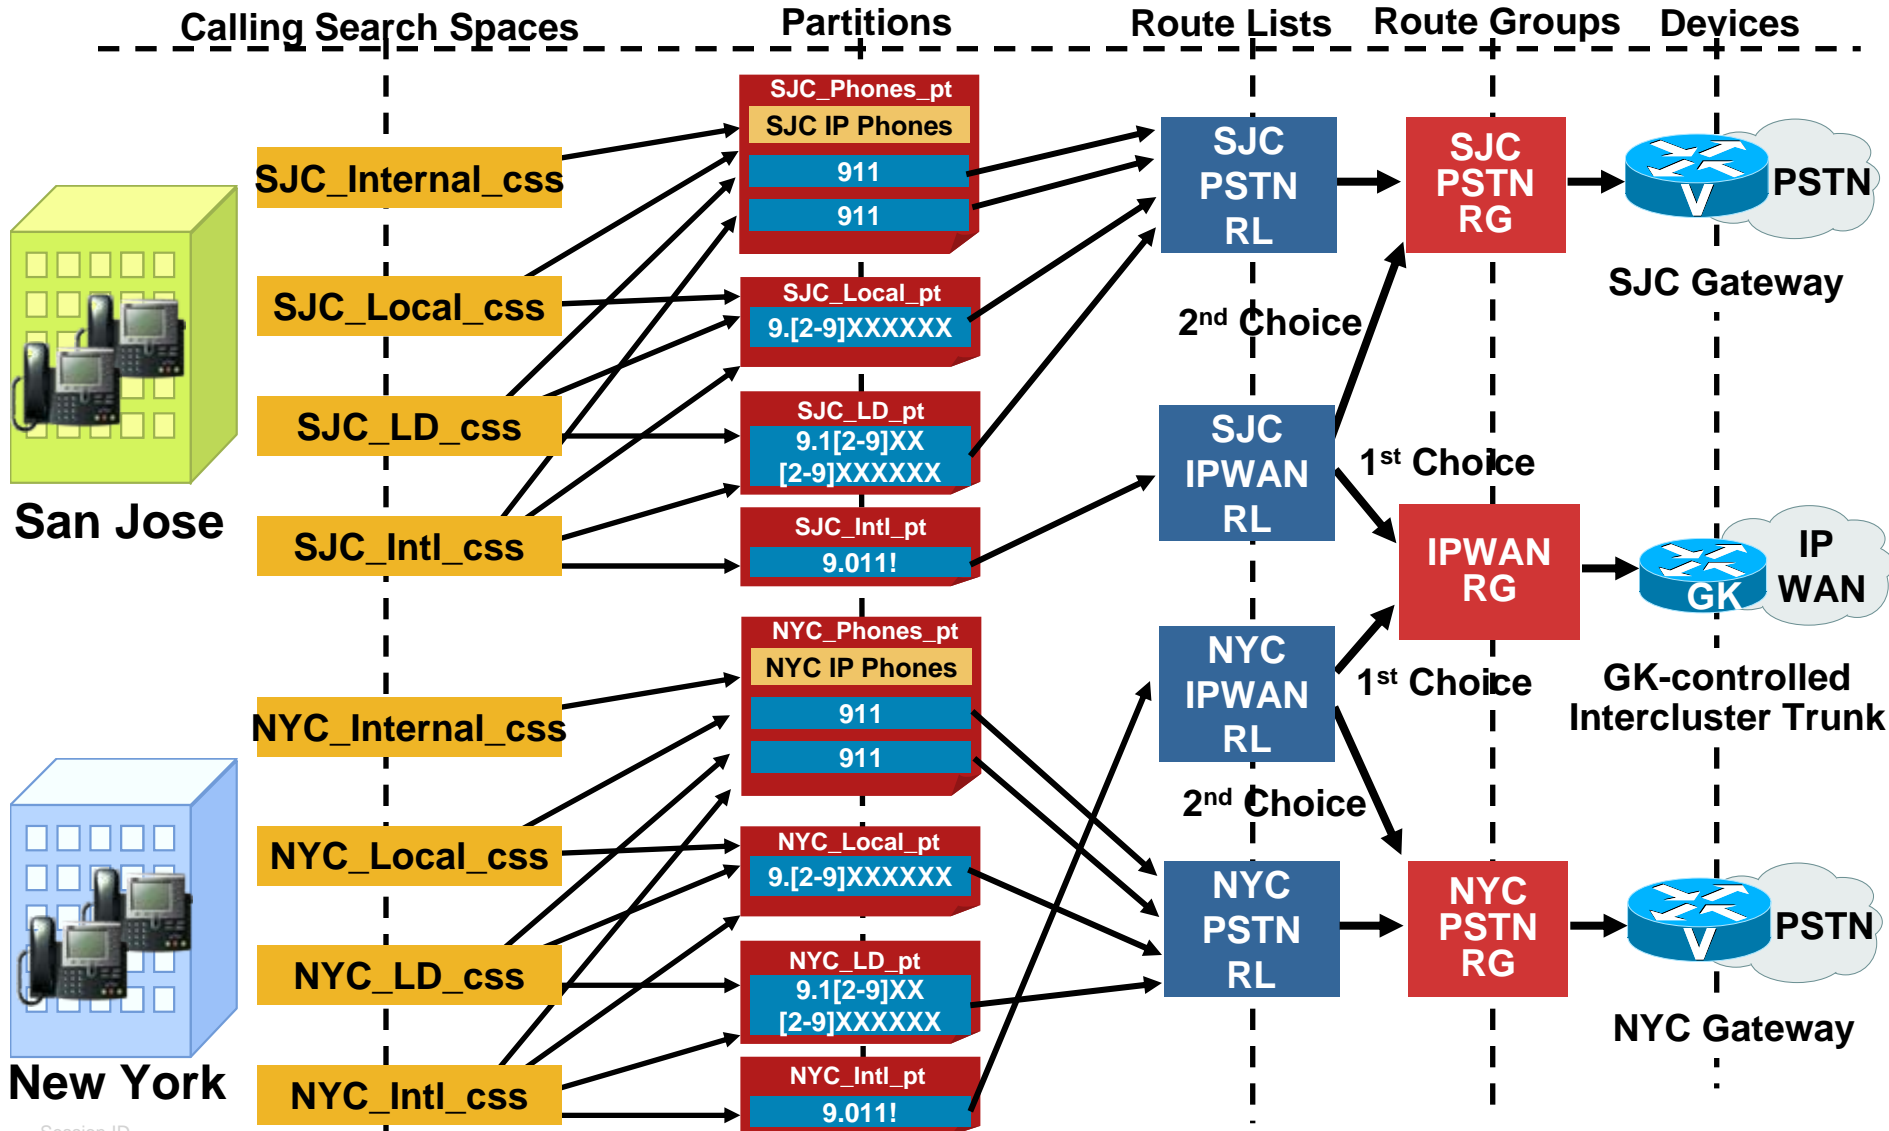 Calling Search Spaces
Partitions
Route Lists
Route Groups
Devices
San Jose
SJC_Internal_css
SJC_Local_css
SJC_LD_css
SJC_Intl_css
SJC_Phones_pt
SJC IP Phones
911
911
SJC_Local_pt
9.[2-9]XXXXXX
SJC_LD_pt
9.1[2-9]XX
[2-9]XXXXXX
SJC_Intl_pt
9.011!
SJC
PSTN
RL
SJC
PSTN
RG
V
PSTN
SJC Gateway
2nd Choice
SJC
IPWAN
RL
1st Choice
IPWAN
RG
GK
IP
WAN
GK-controlled
Intercluster Trunk
New York
NYC_Internal_css
NYC_Local_css
NYC_LD_css
NYC_Intl_css
NYC_Phones_pt
NYC IP Phones
911
911
NYC_Local_pt
9.[2-9]XXXXXX
NYC_LD_pt
9.1[2-9]XX
[2-9]XXXXXX
NYC_Intl_pt
9.011!
NYC
IPWAN
RL
1st Choice
2nd Choice
NYC
PSTN
RL
NYC
PSTN
RG
V
PSTN
NYC Gateway
Session ID